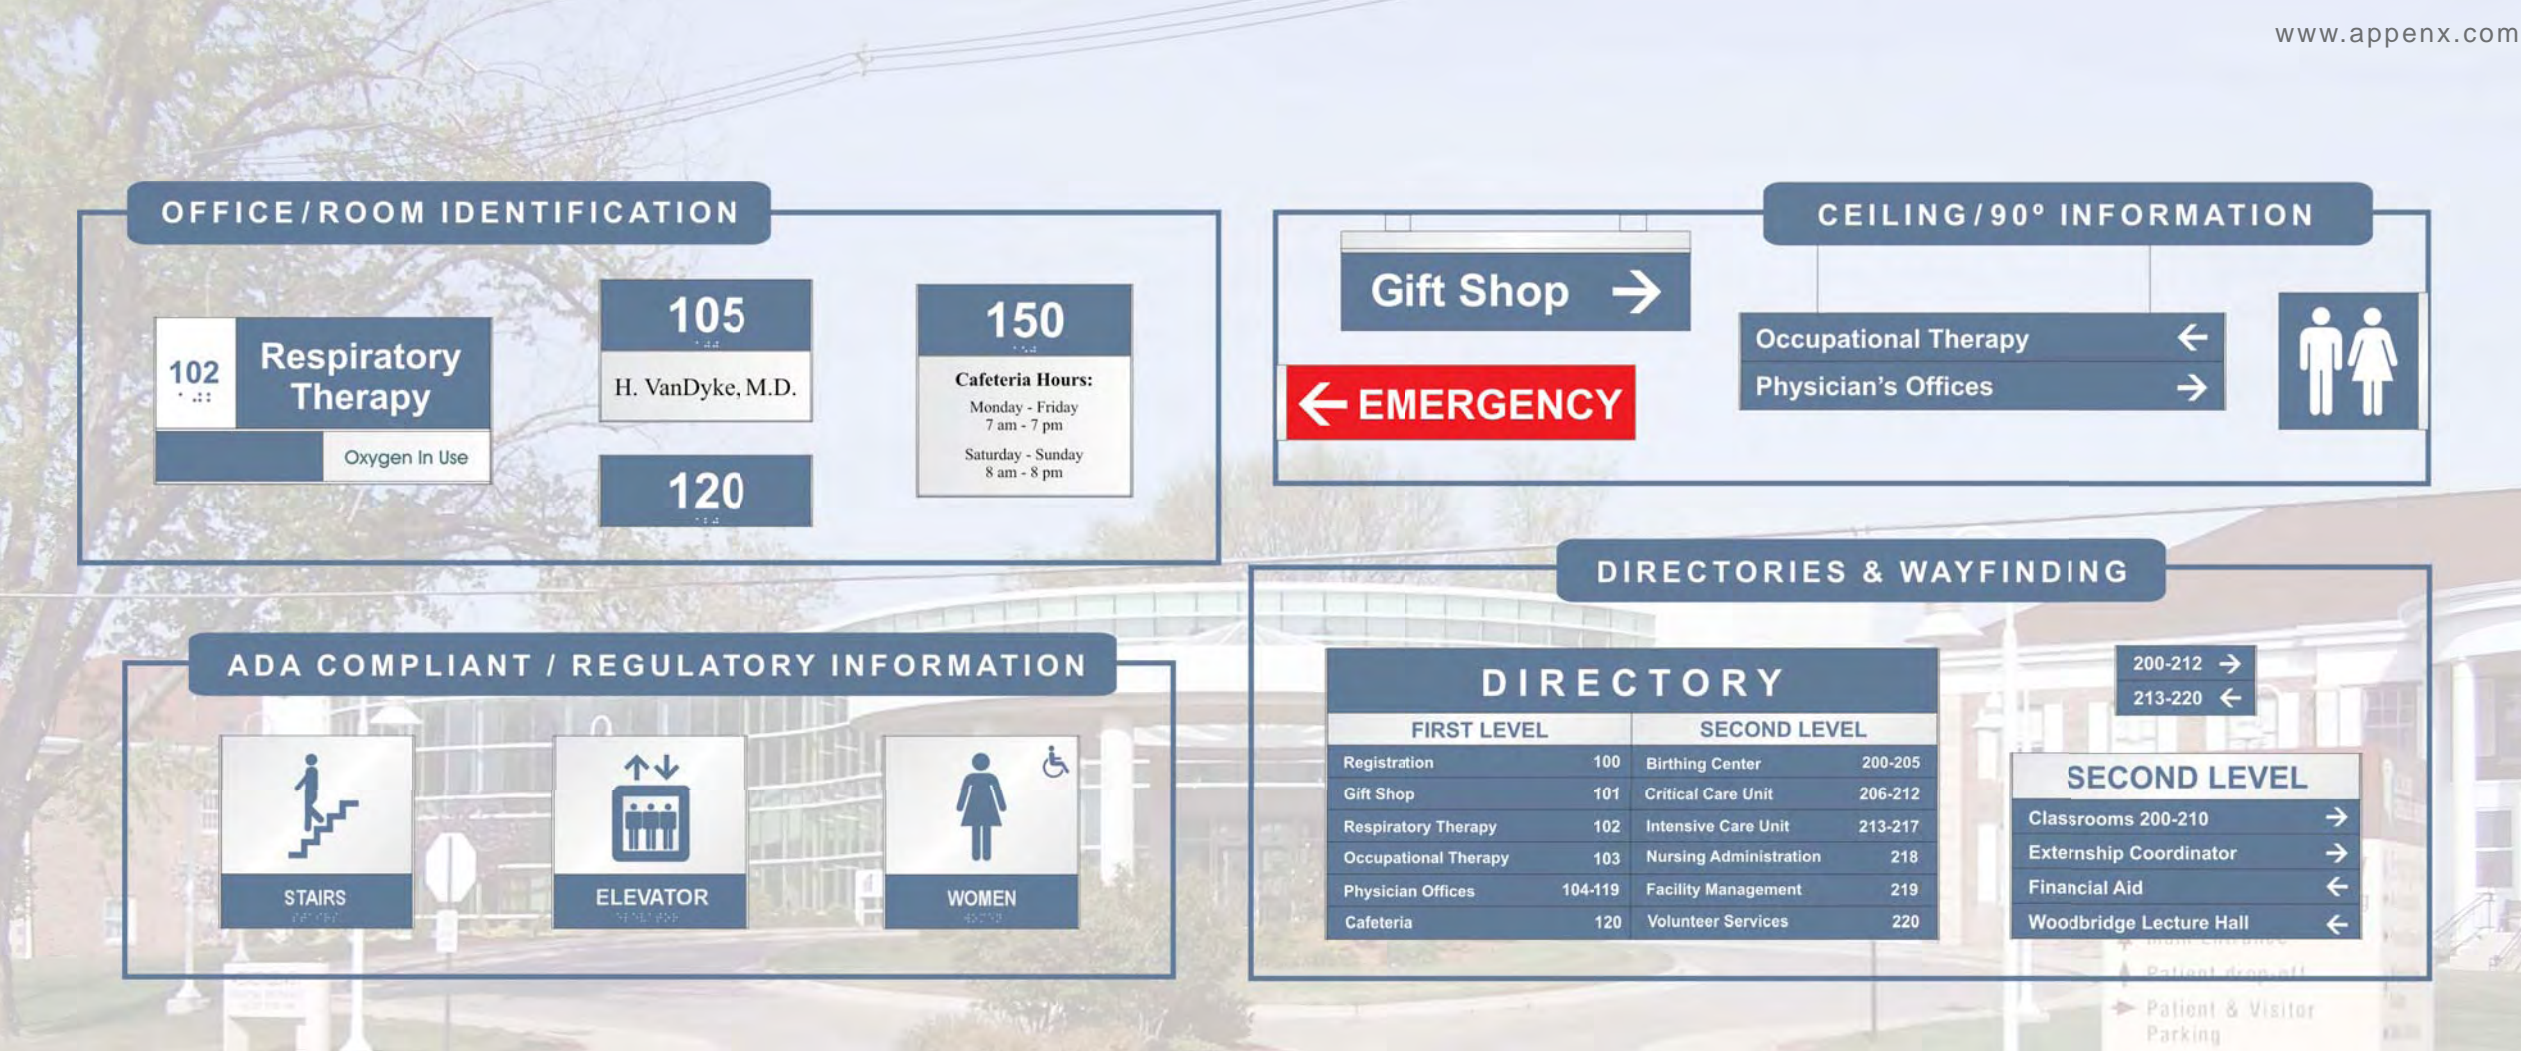 www.appenx.com
OFFICE/ROOM IDENTIFICATION
102
Respiratory
Therapy
Oxygen In Use
105
H. VanDyke, M.D.
120
150
Cafeteria Hours:
Monday - Friday
7 am - 7 pm
Saturday - Sunday
8 am - 8 pm
CEILING/90º INFORMATION
Gift Shop →
← EMERGENCY
Occupational Therapy ←
Physician's Offices →
ADA COMPLIANT / REGULATORY INFORMATION
STAIRS
ELEVATOR
WOMEN
DIRECTORIES & WAYFINDING
DIRECTORY
FIRST LEVEL SECOND LEVEL
Registration 100 Birthing Center 200-205
Gift Shop 101 Critical Care Unit 206-212
Respiratory Therapy 102 Intensive Care Unit 213-217
Occupational Therapy 103 Nursing Administration 218
Physician Offices 104-119 Facility Management 219
Cafeteria 120 Volunteer Services 220
200-212 →
213-220 ←
SECOND LEVEL
Classrooms 200-210 →
Externship Coordinator →
Financial Aid ←
Woodbridge Lecture Hall ←
Patient drop-off
Patient & Visitor
Parking